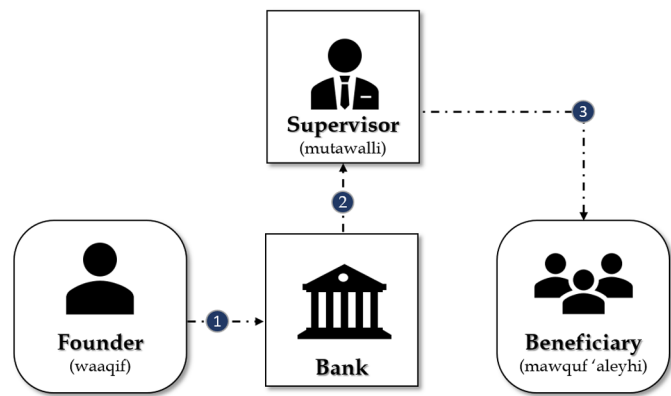 Supervisor
(mutawalli)
3
2
Founder
(waaqif)
1
Bank
Beneficiary
(mawquf ‘aleyhi)